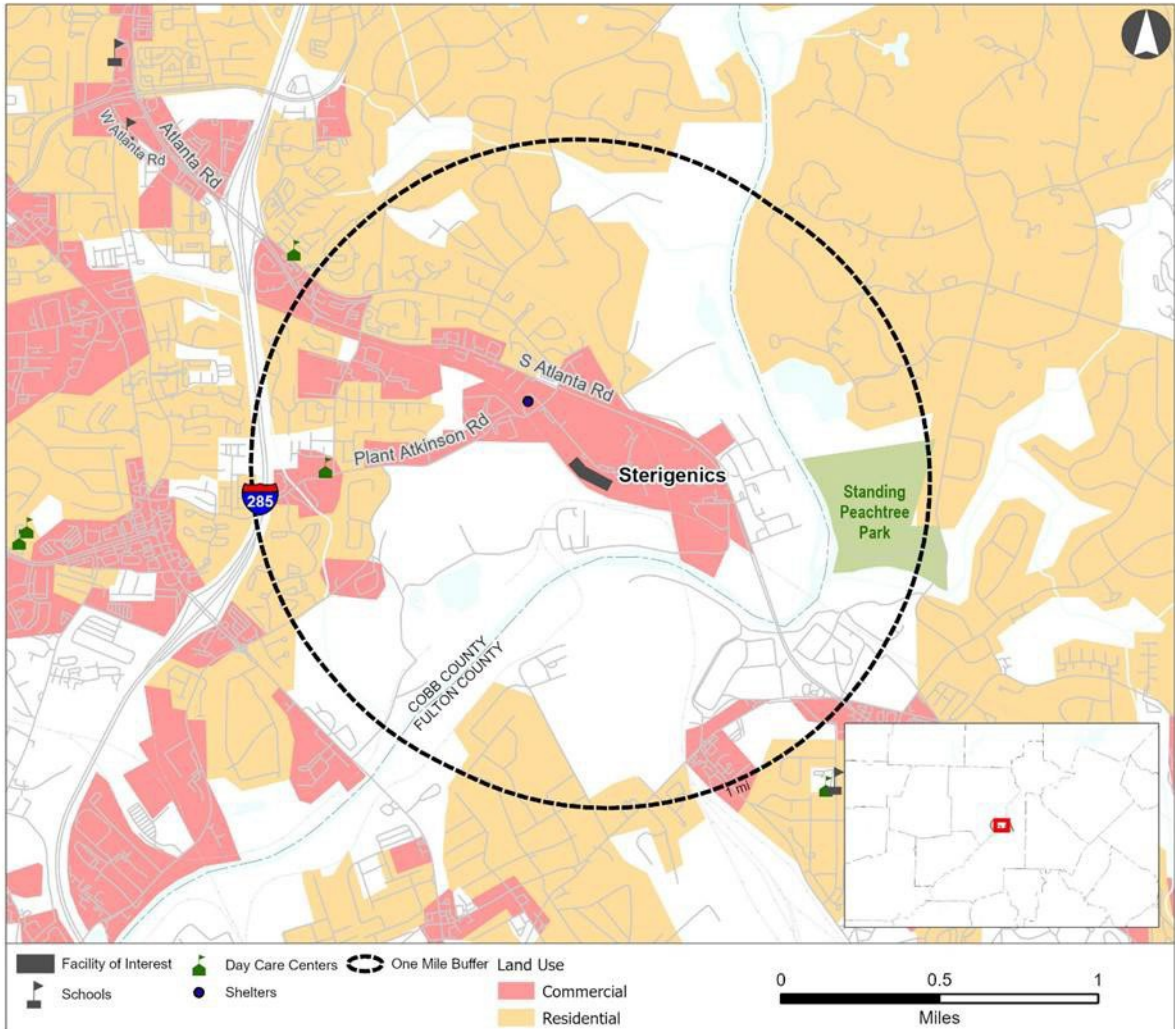 W Atlanta Rd
Atlanta Rd
S Atlanta Rd
Plant Atkinson Rd
Sterigenics
285
Standing
Peachtree
Park
COBB COUNTY
FULTON COUNTY
1 mi
Facility of Interest
Day Care Centers
One Mile Buffer
Land Use
Schools
Shelters
Commercial
Residential
0
0.5
1
Miles